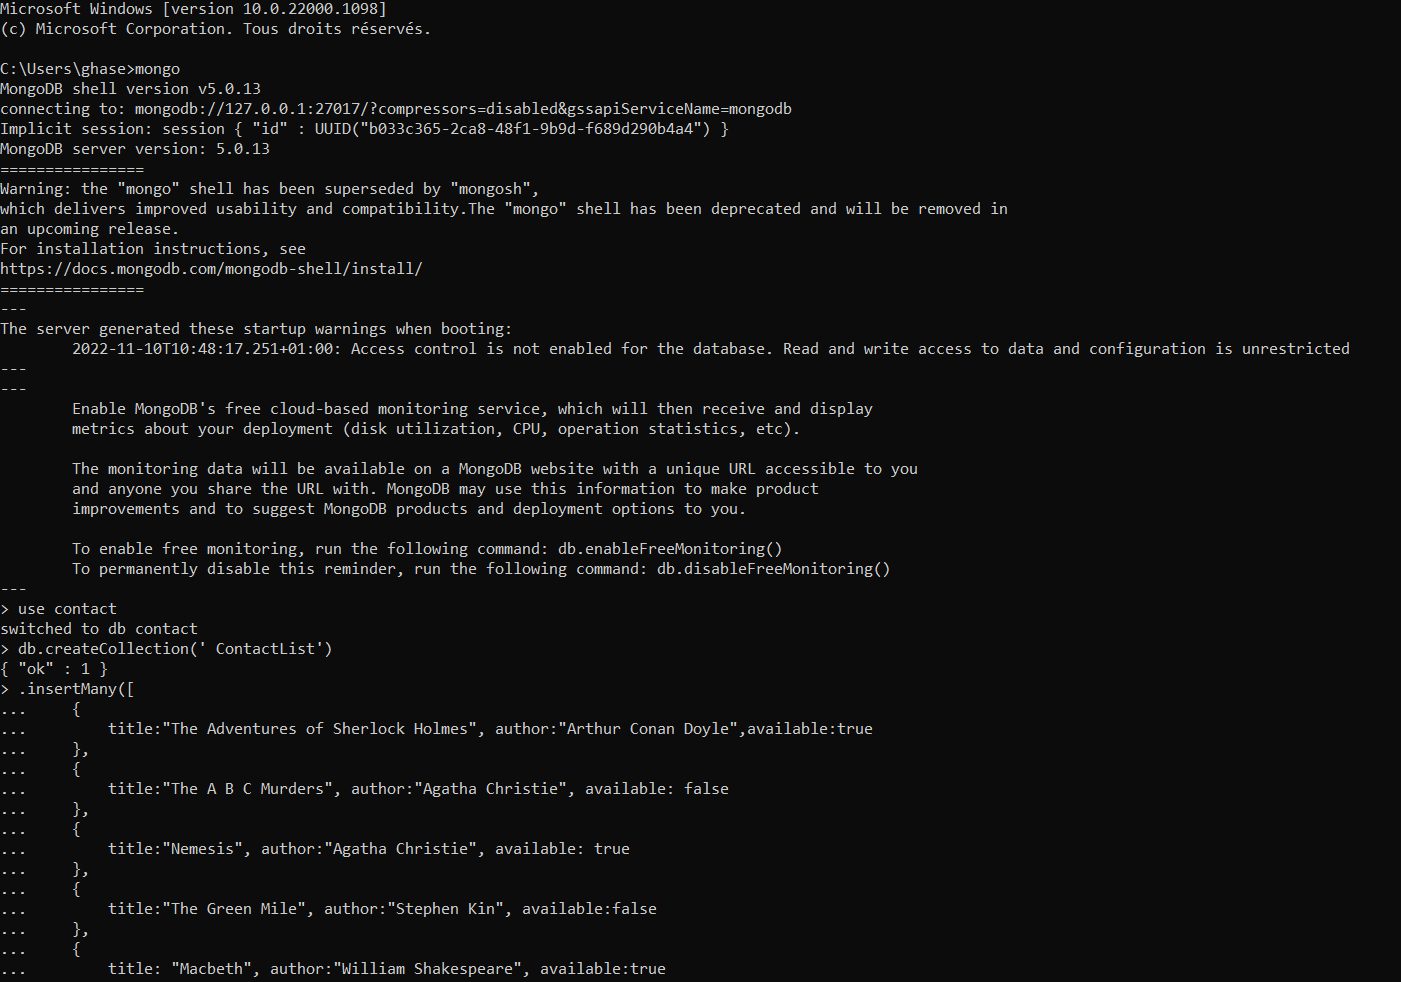 Microsoft Windows [version 10.0.22000.1098]
(c) Microsoft Corporation. Tous droits réservés.
C:\Users\ghase>mongo
MongoDB shell version v5.0.13
connecting to: mongodb://127.0.0.1:27017/?compressors=disabled&gssapiServiceName=mongodb
Implicit session: session { "id" : UUID("b033c365-2ca8-48f1-9b9d-f689d290b4a4") }
MongoDB server version: 5.0.13
================
Warning: the "mongo" shell has been superseded by "mongosh",
which delivers improved usability and compatibility.The "mongo" shell has been deprecated and will be removed in
an upcoming release.
For installation instructions, see
https://docs.mongodb.com/mongodb-shell/install/
================
---
The server generated these startup warnings when booting:
        2022-11-10T10:48:17.251+01:00: Access control is not enabled for the database. Read and write access to data and configuration is unrestricted
---
---
        Enable MongoDB's free cloud-based monitoring service, which will then receive and display
        metrics about your deployment (disk utilization, CPU, operation statistics, etc).
        The monitoring data will be available on a MongoDB website with a unique URL accessible to you
        and anyone you share the URL with. MongoDB may use this information to make product
        improvements and to suggest MongoDB products and deployment options to you.
        To enable free monitoring, run the following command: db.enableFreeMonitoring()
        To permanently disable this reminder, run the following command: db.disableFreeMonitoring()
---
> use contact
switched to db contact
> db.createCollection(' ContactList')
{ "ok" : 1 }
> .insertMany([
...     {
...         title:"The Adventures of Sherlock Holmes", author:"Arthur Conan Doyle",available:true
...     },
...     {
...         title:"The A B C Murders", author:"Agatha Christie", available: false
...     },
...     {
...         title:"Nemesis", author:"Agatha Christie", available: true
...     },
...     {
...         title:"The Green Mile", author:"Stephen Kin", available:false
...     },
...     {
...         title: "Macbeth", author:"William Shakespeare", available:true